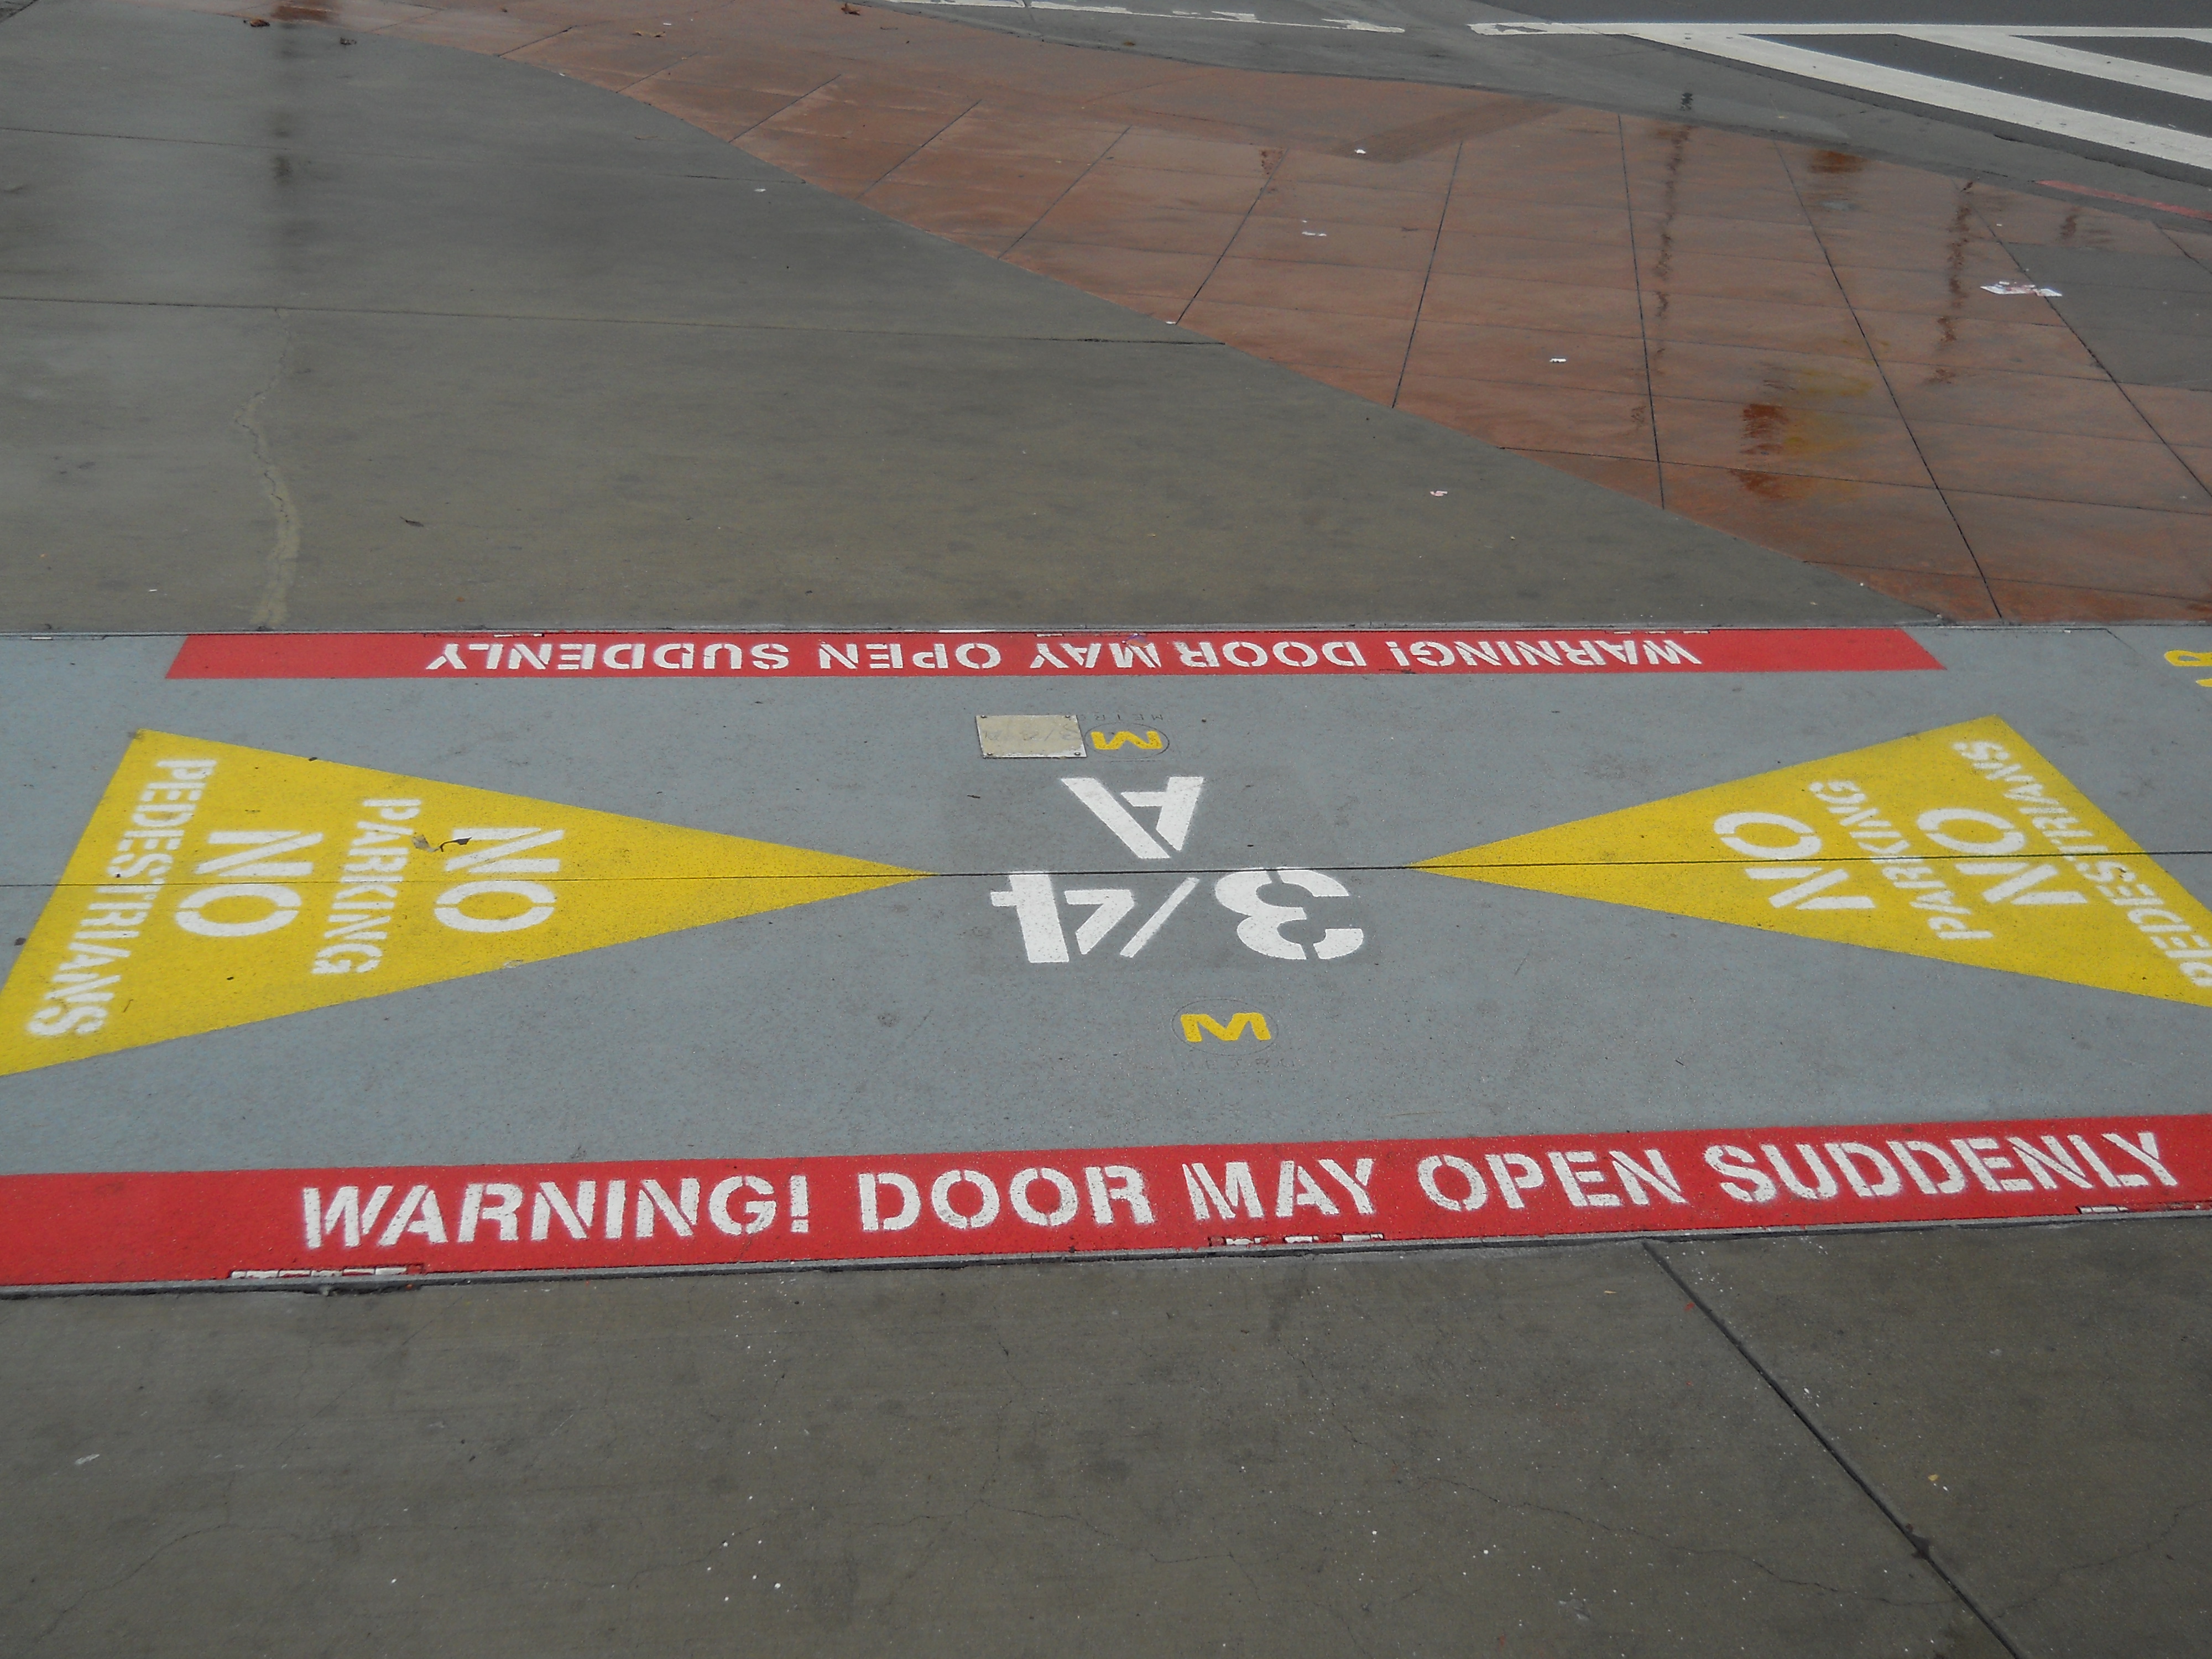 WARNING! DOOR MAY OPEN SUDDENLY
METRO
M
A
3/4
M
NO
PARKING
NO
PEDESTRIANS
NO
PARKING
NO
PEDESTRIANS
WARNING! DOOR MAY OPEN SUDDENLY